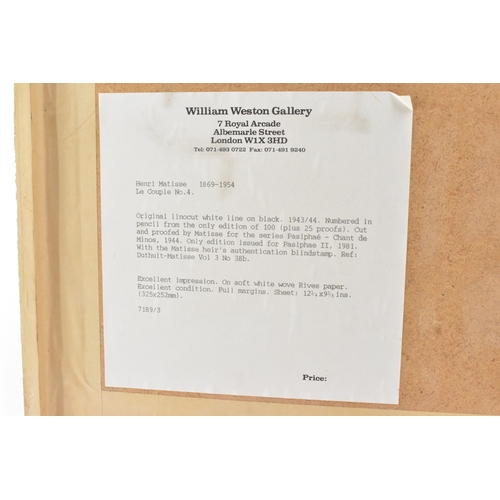 William Weston Gallery
7 Royal Arcade
Albemarle Street
London W1X 3HD
Tel: 071-493 0722 Fax: 071-491 9240
Henri Matisse 1869-1954
Le Couple No.4.
Original linocut white line on black. 1943/44. Numbered in
pencil from the only edition of 100 (plus 25 proofs). Cut
and proofed by Matisse for the series Pasiphaé - Chant de
Minos, 1944. Only edition issued for Pasiphae II, 1981.
With the Matisse heir's authentication blindstamp. Ref:
Duthuit-Matisse Vol 3 No 38b.
Excellent impression. On soft white wove Rives paper.
Excellent condition. Full margins. Sheet: 12¾x9⅞ins.
(325x252mm).
7189/3
Price: